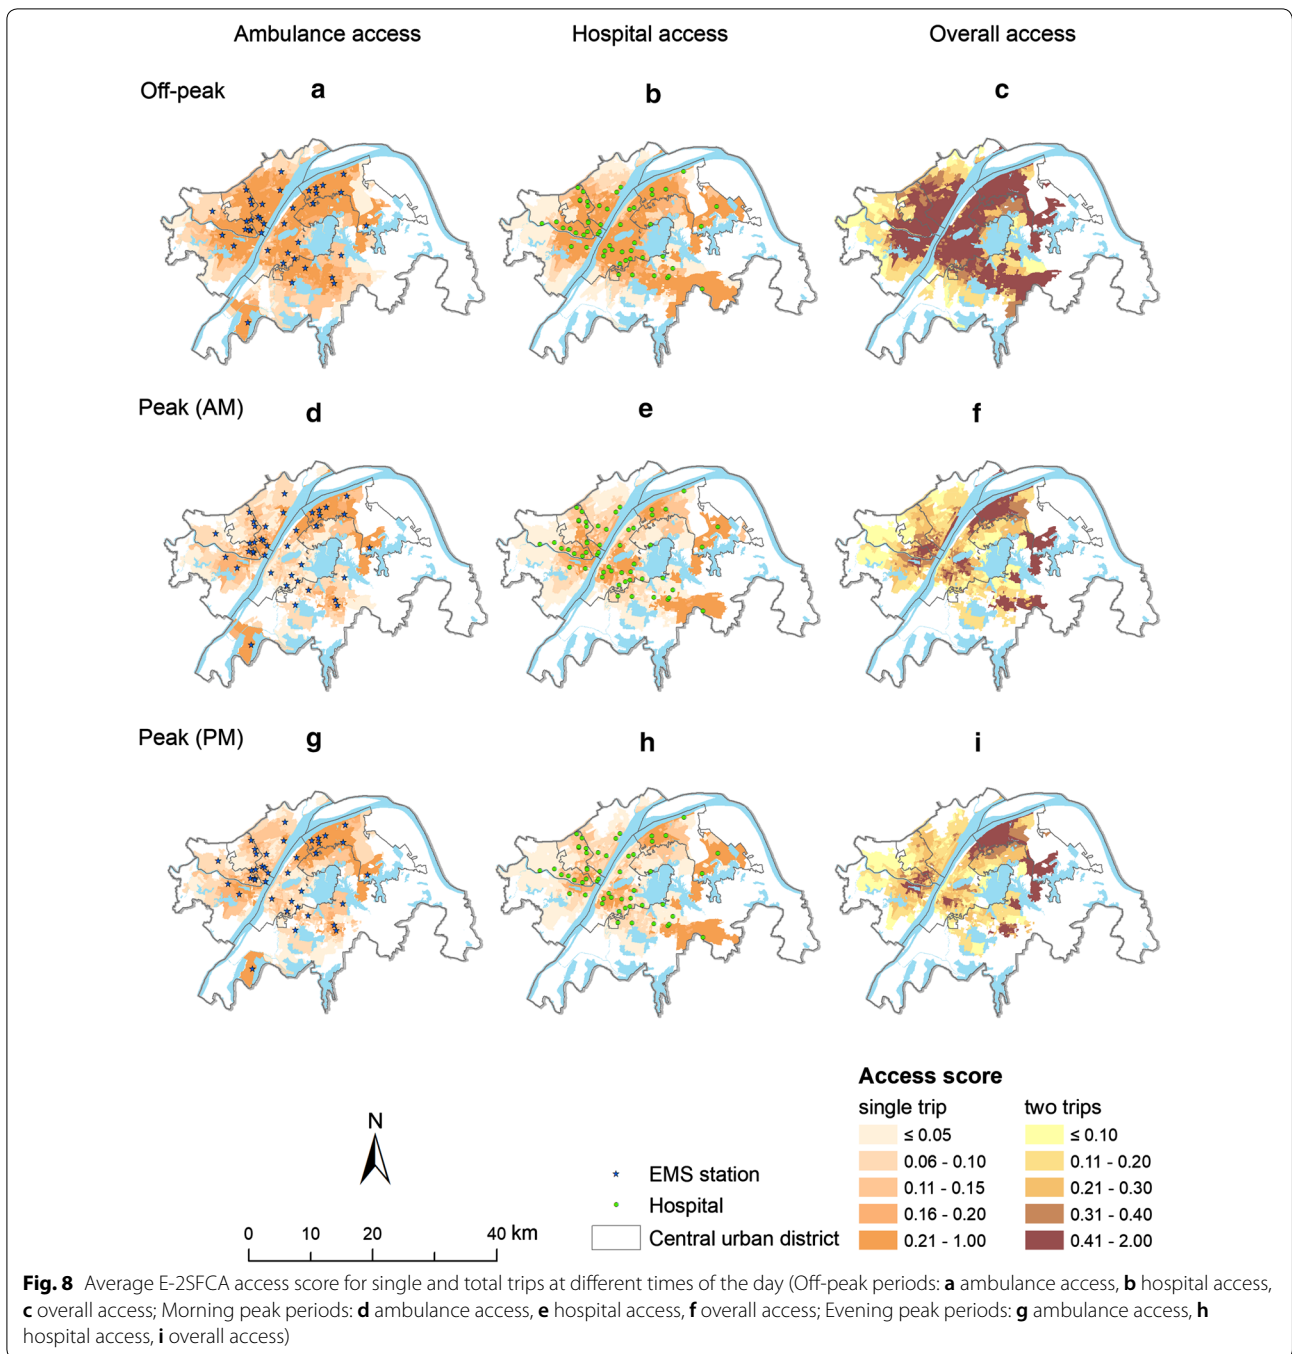 Ambulance access Hospital access Overall access
Off-peak a b c
Peak (AM) d e f
Peak (PM) g h i
Access score
single trip two trips
≤ 0.05 ≤ 0.10
0.06 - 0.10 0.11 - 0.20
0.11 - 0.15 0.21 - 0.30
0.16 - 0.20 0.31 - 0.40
0.21 - 1.00 0.41 - 2.00
N
EMS station
Hospital
Central urban district
0 10 20 40 km
Fig. 8 Average E-2SFCA access score for single and total trips at different times of the day (Off-peak periods: a ambulance access, b hospital access,
c overall access; Morning peak periods: d ambulance access, e hospital access, f overall access; Evening peak periods: g ambulance access, h
hospital access, i overall access)